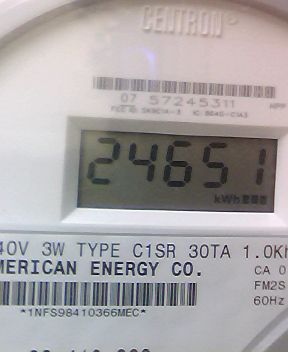 CENTRON®
07 57245311
24651
kWh
40V 3W TYPE C1SR 30TA 1.0Kh
MERICAN ENERGY CO.
CA 0
FM2S
60Hz
*1NFS98410366MEC*